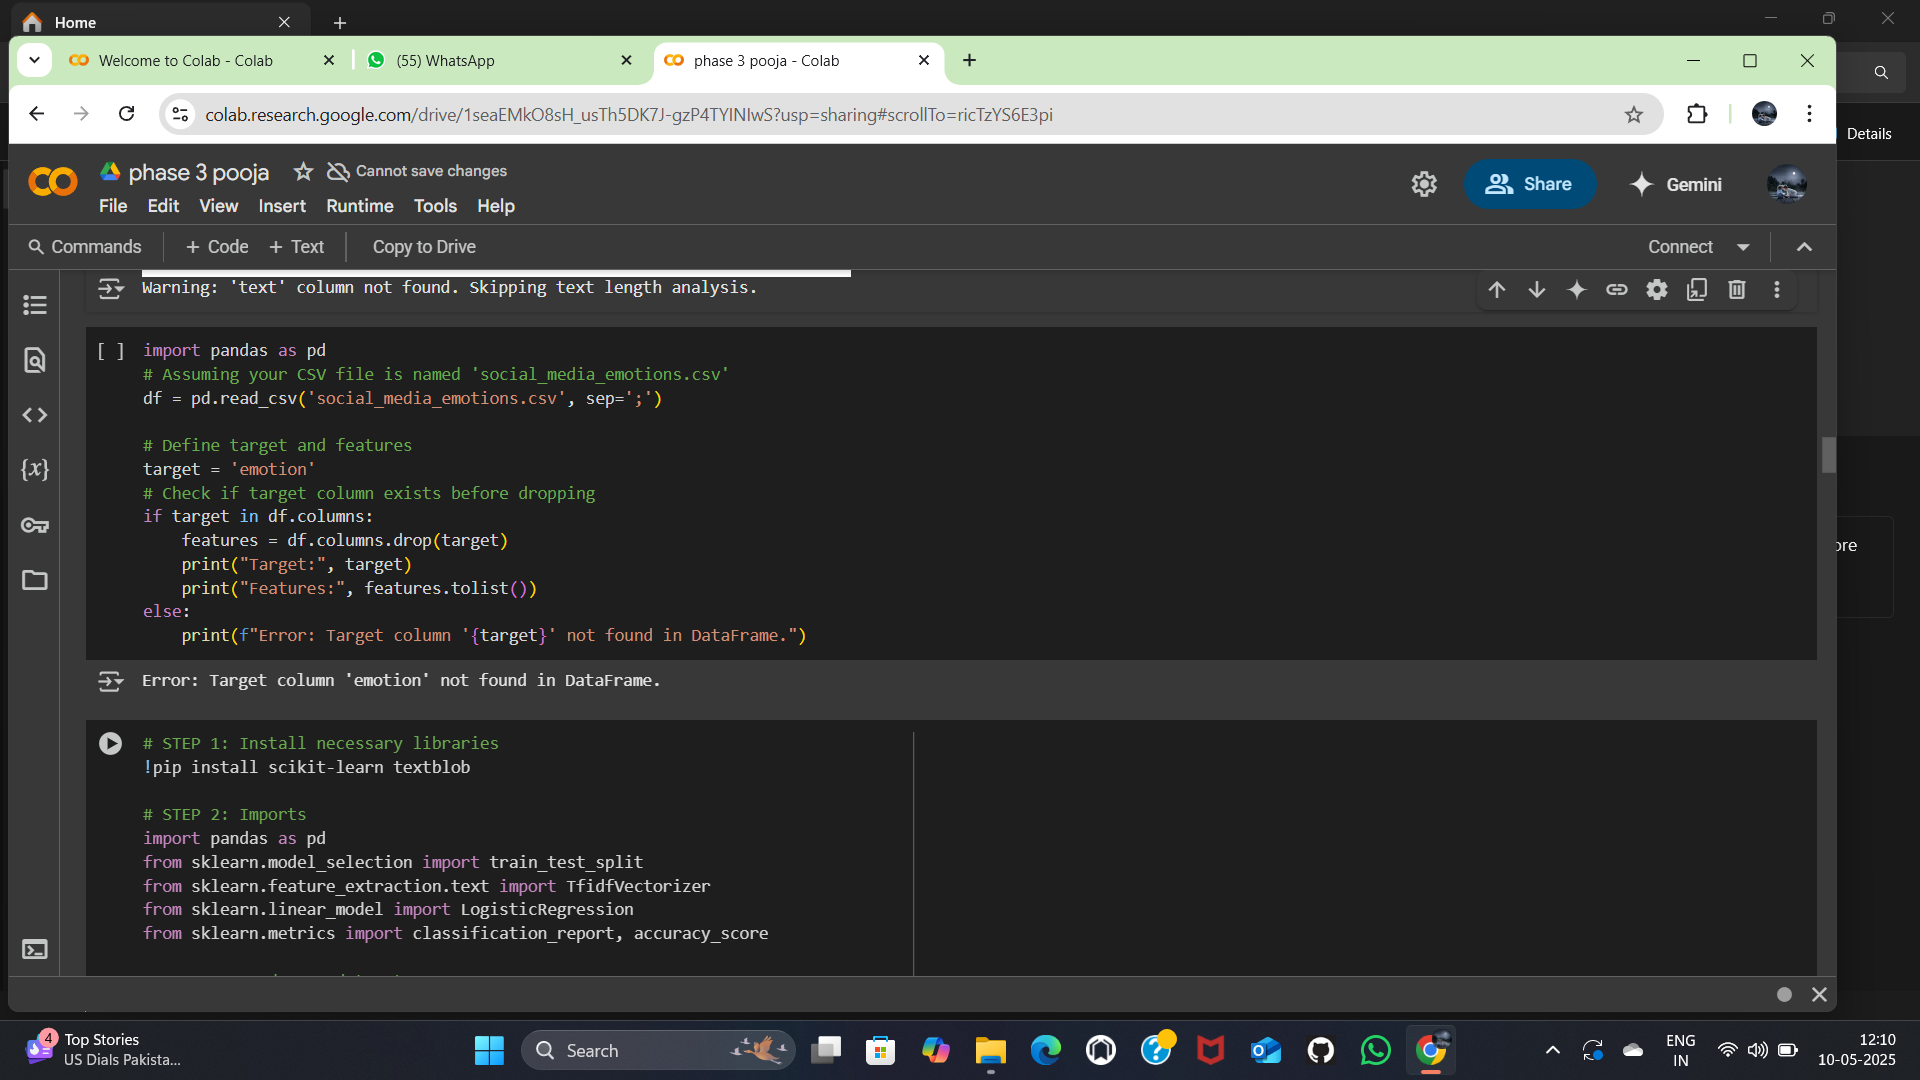 Home
Welcome to Colab - Colab
(55) WhatsApp
phase 3 pooja - Colab
colab.research.google.com/drive/1seaEMkO8sH_usTh5DK7J-gzP4TYINIwS?usp=sharing#scrollTo=ricTzYS6E3pi
Details
phase 3 pooja
Cannot save changes
Share
Gemini
File Edit View Insert Runtime Tools Help
Commands
+ Code + Text
Copy to Drive
Connect
Warning: 'text' column not found. Skipping text length analysis.
[ ] import pandas as pd
# Assuming your CSV file is named 'social_media_emotions.csv'
df = pd.read_csv('social_media_emotions.csv', sep=';')
# Define target and features
target = 'emotion'
# Check if target column exists before dropping
if target in df.columns:
features = df.columns.drop(target)
print("Target:", target)
print("Features:", features.tolist())
else:
print(f"Error: Target column '{target}' not found in DataFrame.")
Error: Target column 'emotion' not found in DataFrame.
# STEP 1: Install necessary libraries
!pip install scikit-learn textblob
# STEP 2: Imports
import pandas as pd
from sklearn.model_selection import train_test_split
from sklearn.feature_extraction.text import TfidfVectorizer
from sklearn.linear_model import LogisticRegression
from sklearn.metrics import classification_report, accuracy_score
4
Top Stories
US Dials Pakista...
Search
ENG
IN
12:10
10-05-2025